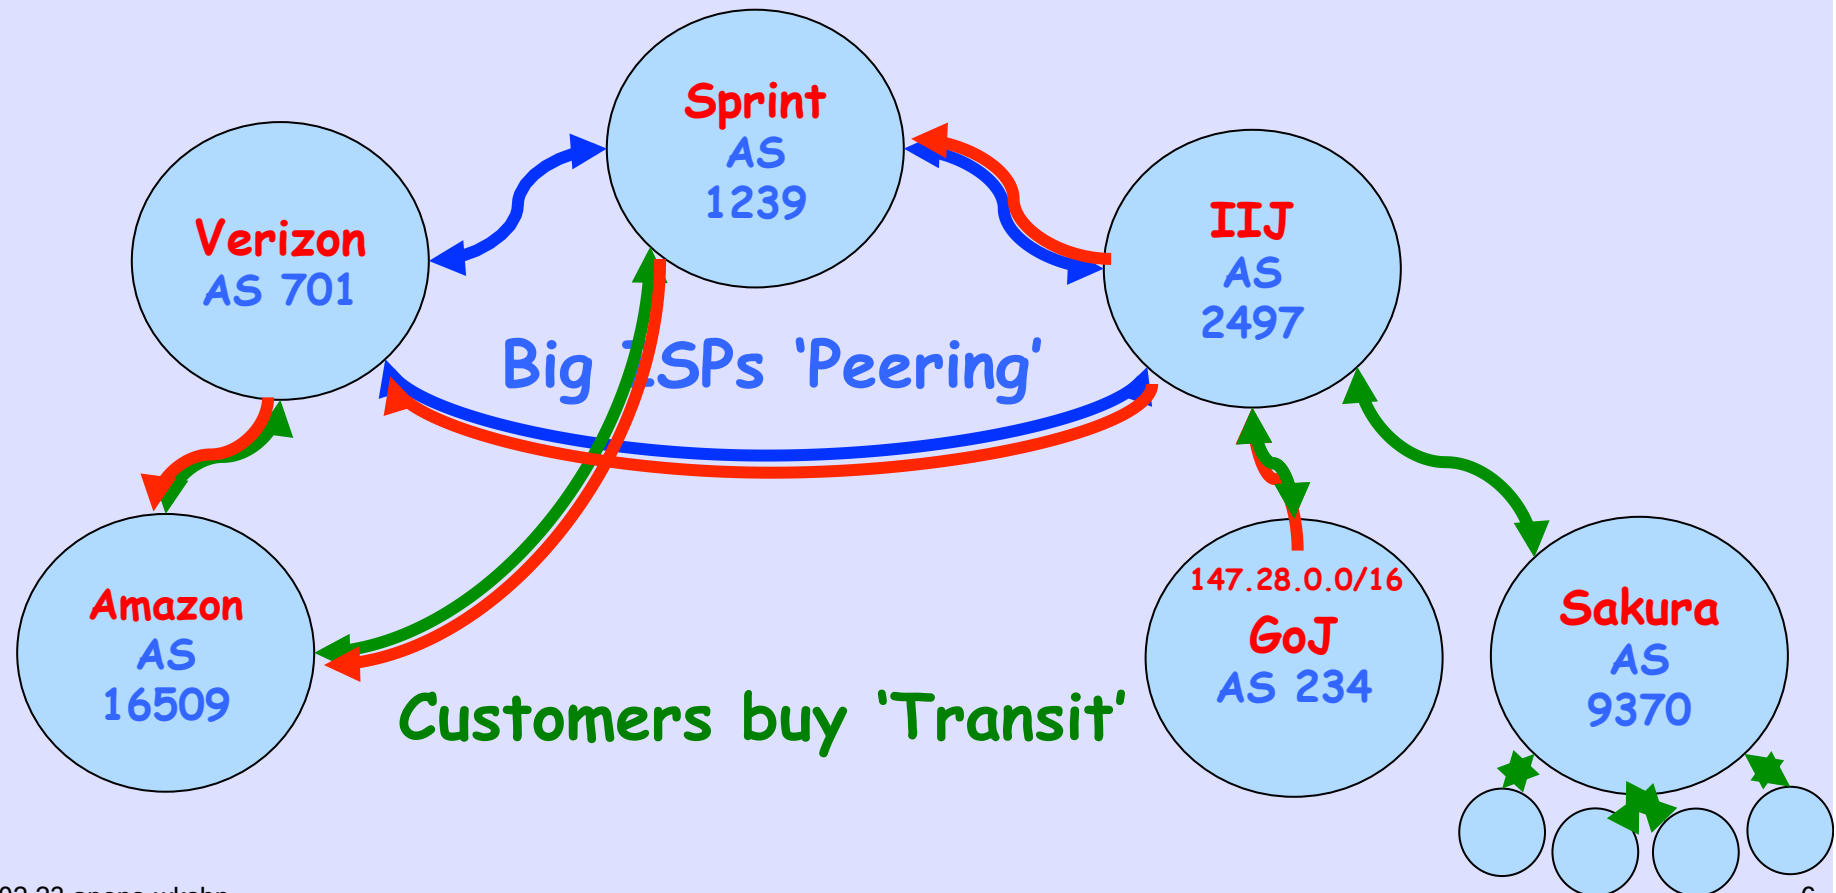 Sprint
AS
1239
Verizon
AS 701
IIJ
AS
2497
Big ISPs ‘Peering’
147.28.0.0/16
GoJ
AS 234
Amazon
AS
16509
Sakura
AS
9370
Customers buy ‘Transit’